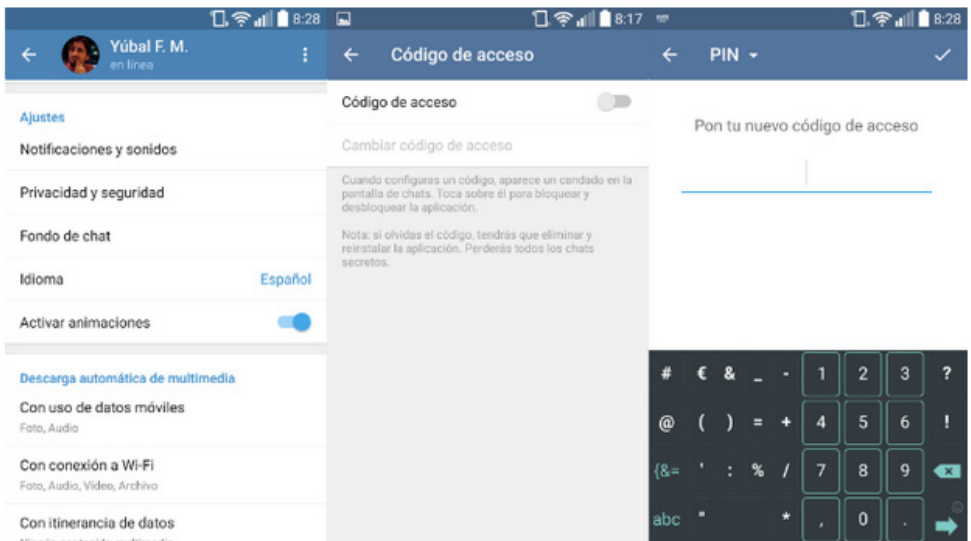 8:28
Yúbal F. M.
en línea
Ajustes
Notificaciones y sonidos
Privacidad y seguridad
Fondo de chat
Idioma Español
Activar animaciones
Descarga automática de multimedia
Con uso de datos móviles
Foto, Audio
Con conexión a Wi-Fi
Foto, Audio, Vídeo, Archivo
Con itinerancia de datos
Ningún contenido multimedia
8:17
Código de acceso
Código de acceso
Cambiar código de acceso
Cuando configuras un código, aparece un candado en la
pantalla de chats. Toca sobre él para bloquear y
desbloquear la aplicación.
Nota: si olvidas el código, tendrás que eliminar y
reinstalar la aplicación. Perderás todos los chats
secretos.
8:28
PIN
Pon tu nuevo código de acceso
# € & _ - 1 2 3 ?
@ ( ) = + 4 5 6 !
{&= ' : % / 7 8 9
abc " * , 0 .